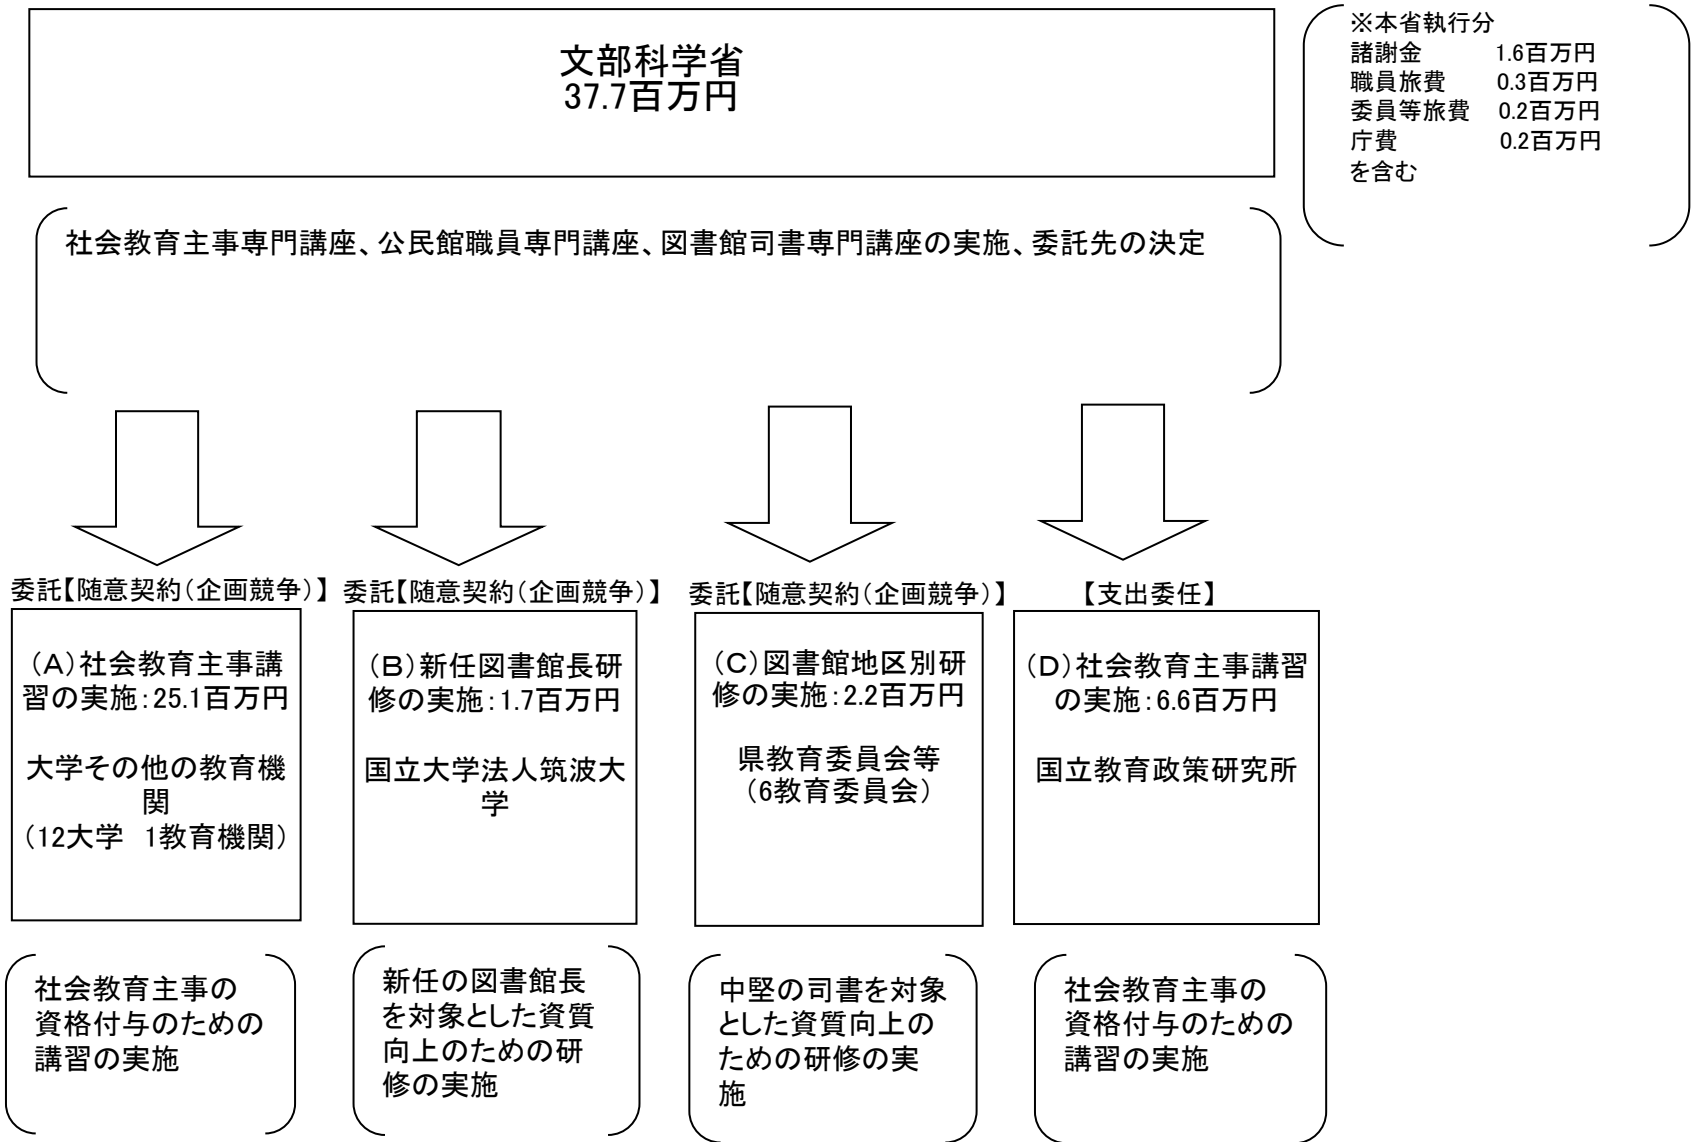 文部科学省
37.7百万円
※本省執行分
諸謝金 1.6百万円
職員旅費 0.3百万円
委員等旅費 0.2百万円
庁費 0.2百万円
を含む
社会教育主事専門講座、公民館職員専門講座、図書館司書専門講座の実施、委託先の決定
委託【随意契約(企画競争)】
(A)社会教育主事講
習の実施:25.1百万円
大学その他の教育機
関
(12大学 1教育機関)
社会教育主事の
資格付与のための
講習の実施
委託【随意契約(企画競争)】
(B)新任図書館長研
修の実施:1.7百万円
国立大学法人筑波大
学
新任の図書館長
を対象とした資質
向上のための研
修の実施
委託【随意契約(企画競争)】
(C)図書館地区別研
修の実施:2.2百万円
県教育委員会等
(6教育委員会)
中堅の司書を対象
とした資質向上の
ための研修の実
施
【支出委任】
(D)社会教育主事講習
の実施:6.6百万円
国立教育政策研究所
社会教育主事の
資格付与のための
講習の実施